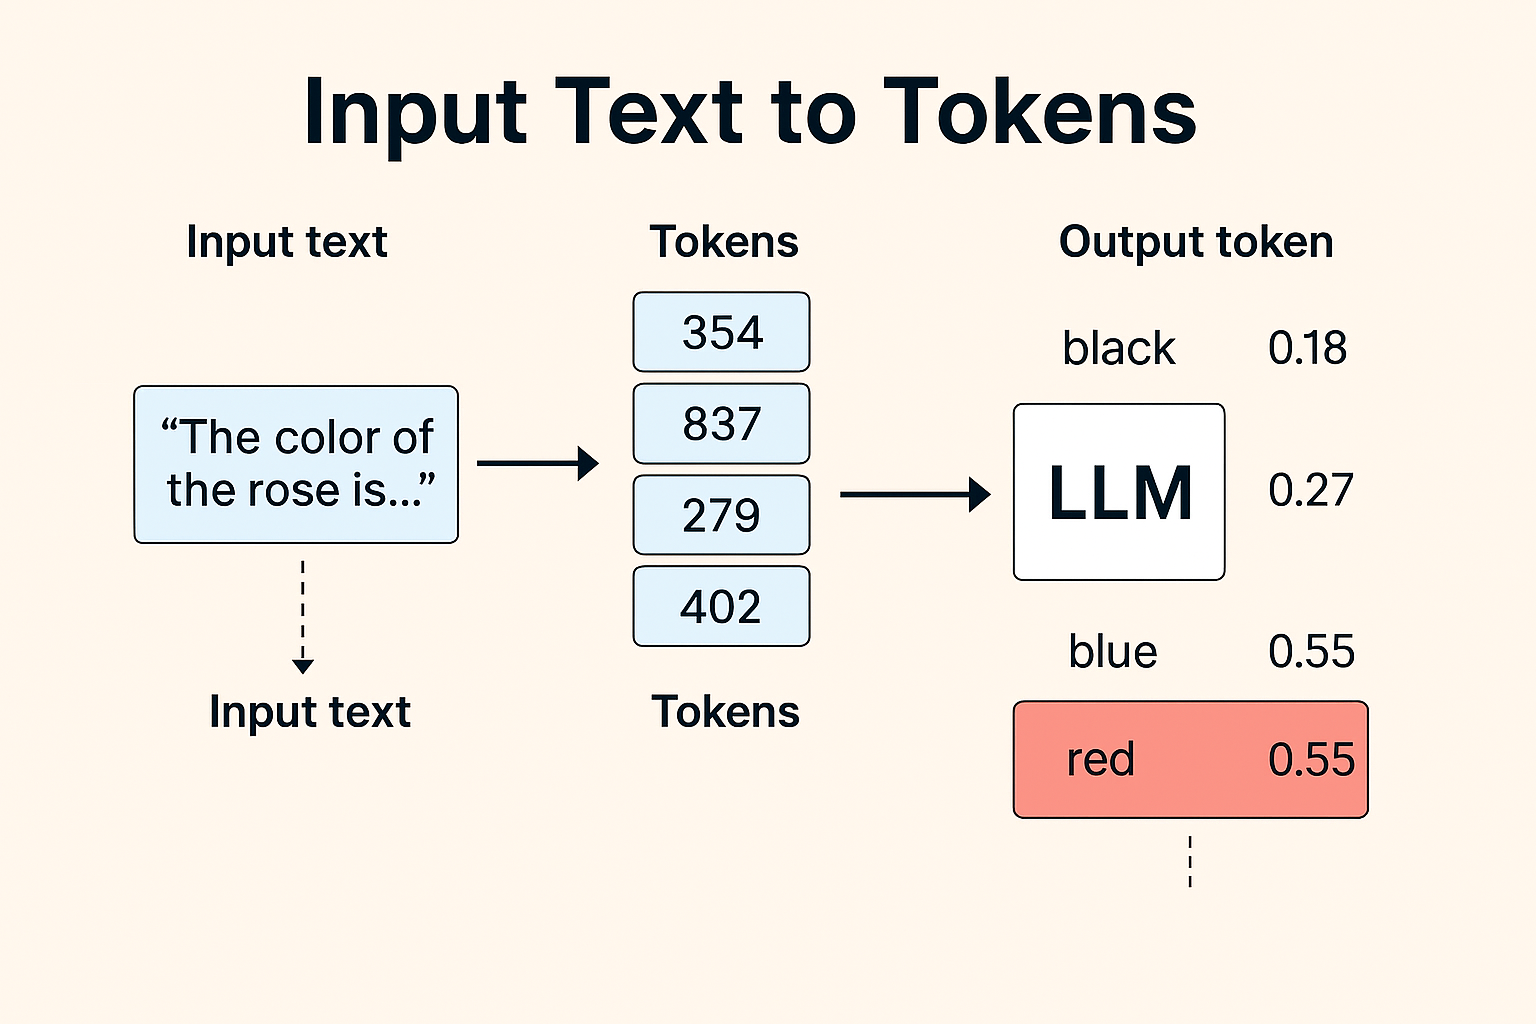 Input Text to Tokens
Input text
Tokens
Output token
“The color of
the rose is...”
354
837
279
402
black 0.18
LLM 0.27
blue 0.55
red 0.55
Input text
Tokens